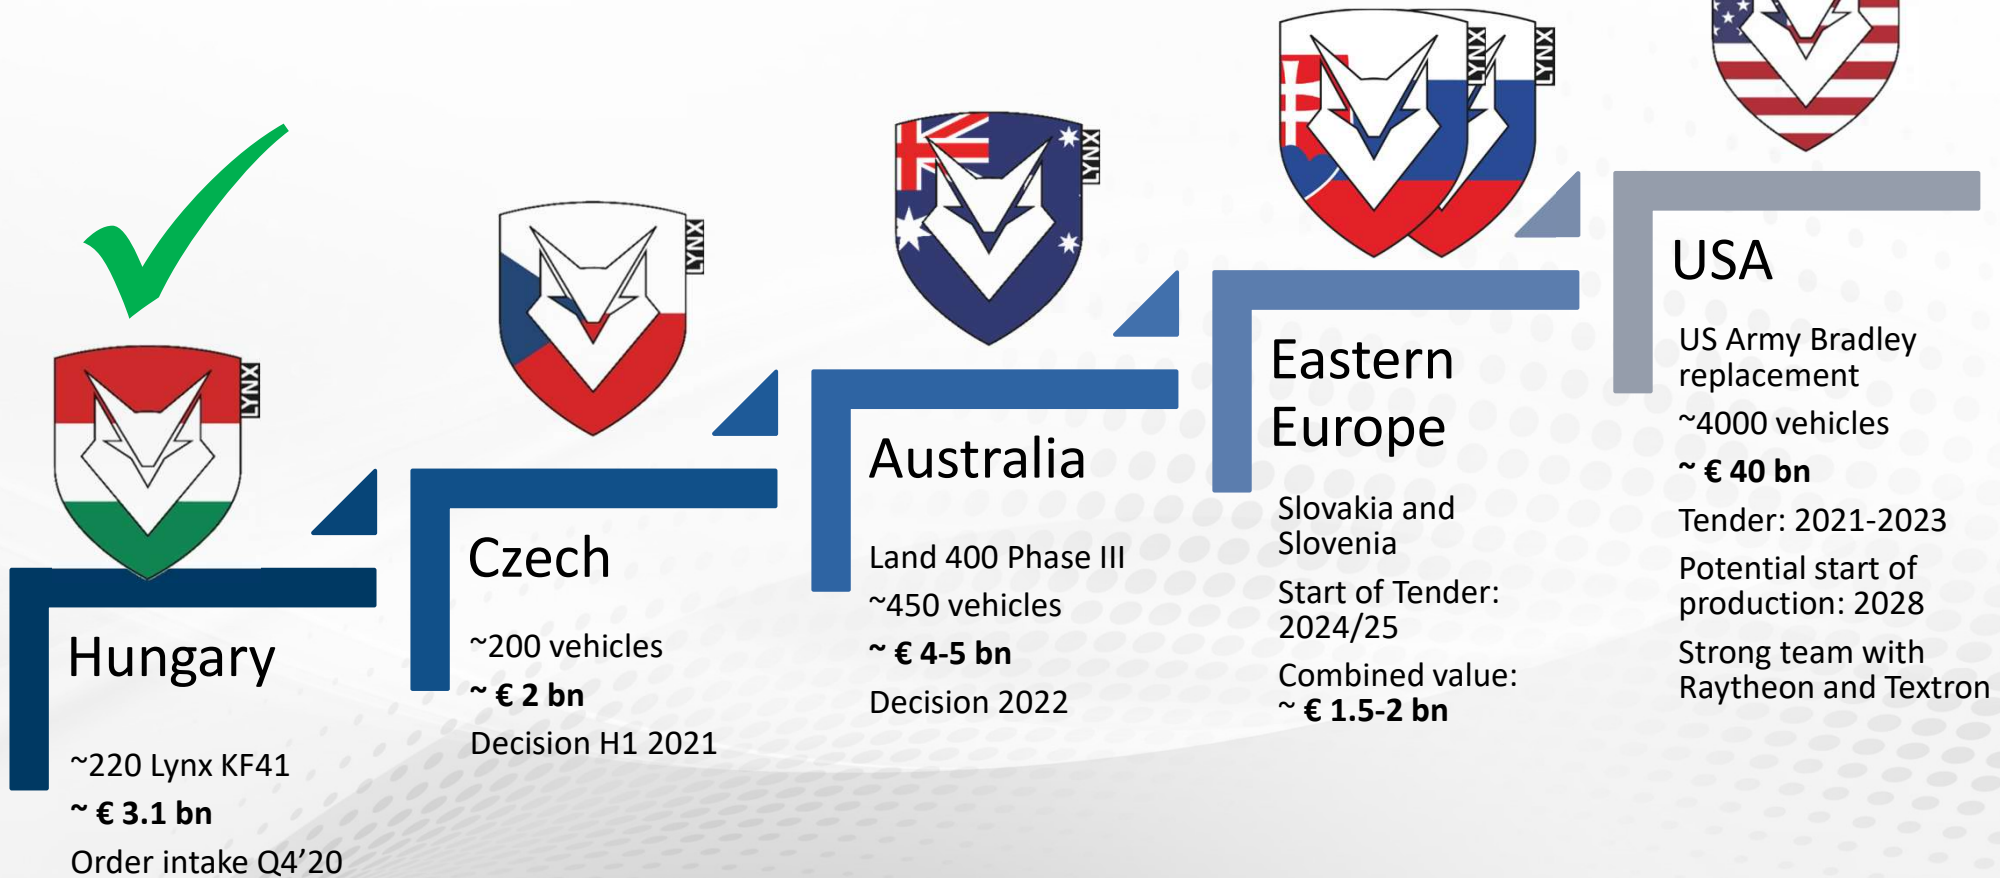 LYNX
Hungary
~220 Lynx KF41
~ € 3.1 bn
Order intake Q4’20
LYNX
Czech
~200 vehicles
~ € 2 bn
Decision H1 2021
LYNX
Australia
Land 400 Phase III
~450 vehicles
~ € 4-5 bn
Decision 2022
LYNX
LYNX
Eastern
Europe
Slovakia and
Slovenia
Start of Tender:
2024/25
Combined value:
~ € 1.5-2 bn
USA
US Army Bradley
replacement
~4000 vehicles
~ € 40 bn
Tender: 2021-2023
Potential start of
production: 2028
Strong team with
Raytheon and Textron